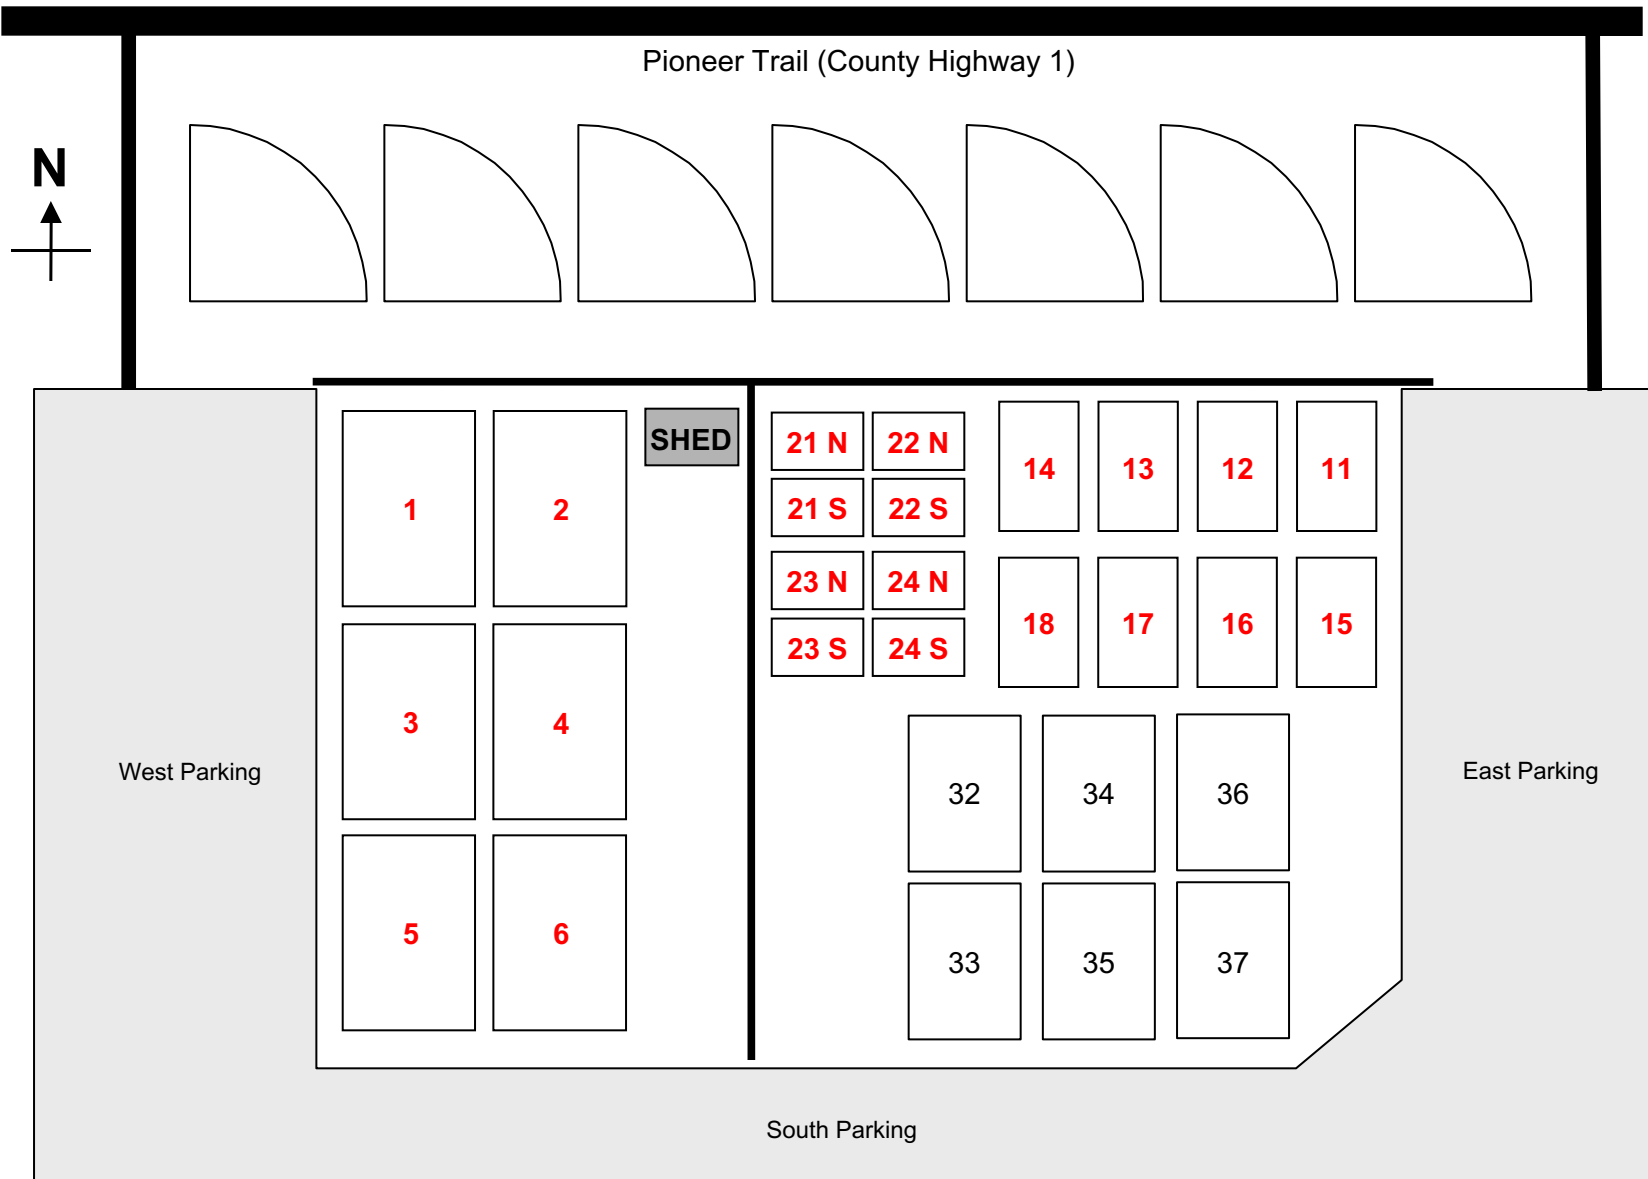 Pioneer Trail (County Highway 1)
N
SHED
1
2
3
4
5
6
21 N
22 N
21 S
22 S
23 N
24 N
23 S
24 S
14
13
12
11
18
17
16
15
32
34
36
33
35
37
West Parking
East Parking
South Parking